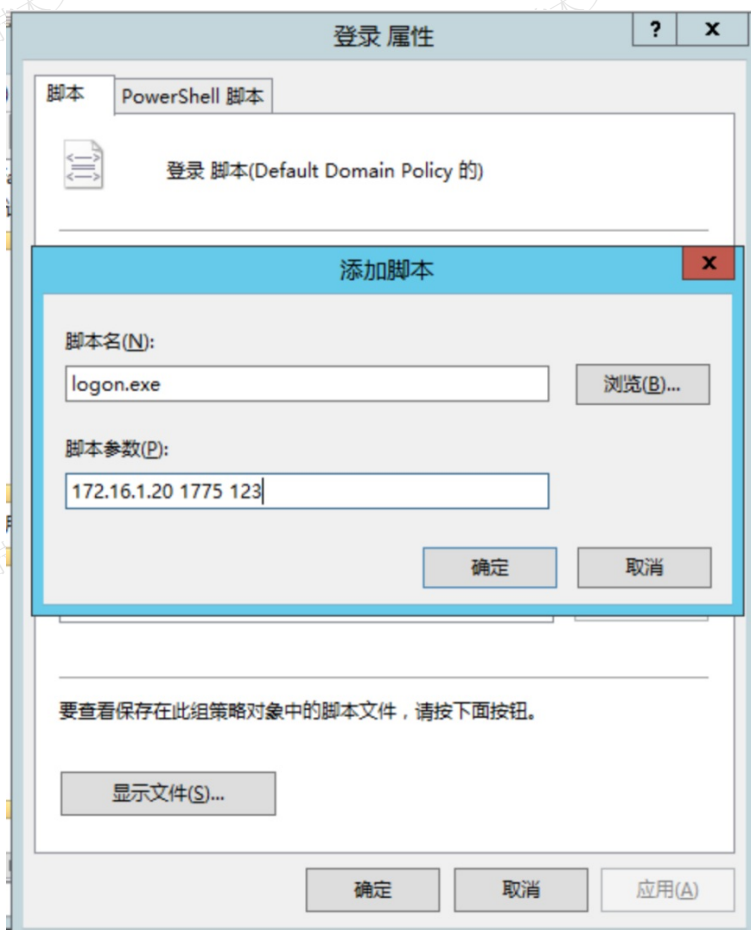 登录 属性
? x
脚本
PowerShell 脚本
登录 脚本(Default Domain Policy 的)
添加脚本
x
脚本名(N):
logon.exe
浏览(B)...
脚本参数(P):
172.16.1.20 1775 123
确定
取消
要查看保存在此组策略对象中的脚本文件，请按下面按钮。
显示文件(S)...
确定
取消
应用(A)